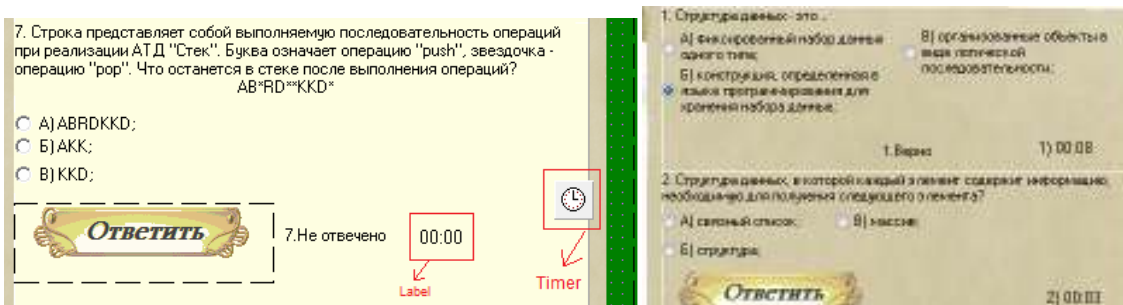 7. Строка представляет собой выполняемую последовательность операций
при реализации АТД "Стек". Буква означает операцию "push", звездочка -
операцию "pop". Что останется в стеке после выполнения операций?
AB*RD**KKD*
А) ABRDKKD;
Б) AKK;
В) KKD;
Ответить
7.Не отвечено
00:00
Label
Timer
1. Структура данных - это ...
А) фиксированный набор данных
одного типа;
Б) конструкция, определенная в
языке программирования для
хранения набора данных;
В) организованные объекты в
виде логической
последовательности;
1.Верно
1) 00:08
2. Структура данных, в которой каждый элемент содержит информацию,
необходимую для получения следующего элемента?
А) связный список;
Б) структура;
В) массив
Ответить
2) 00:03